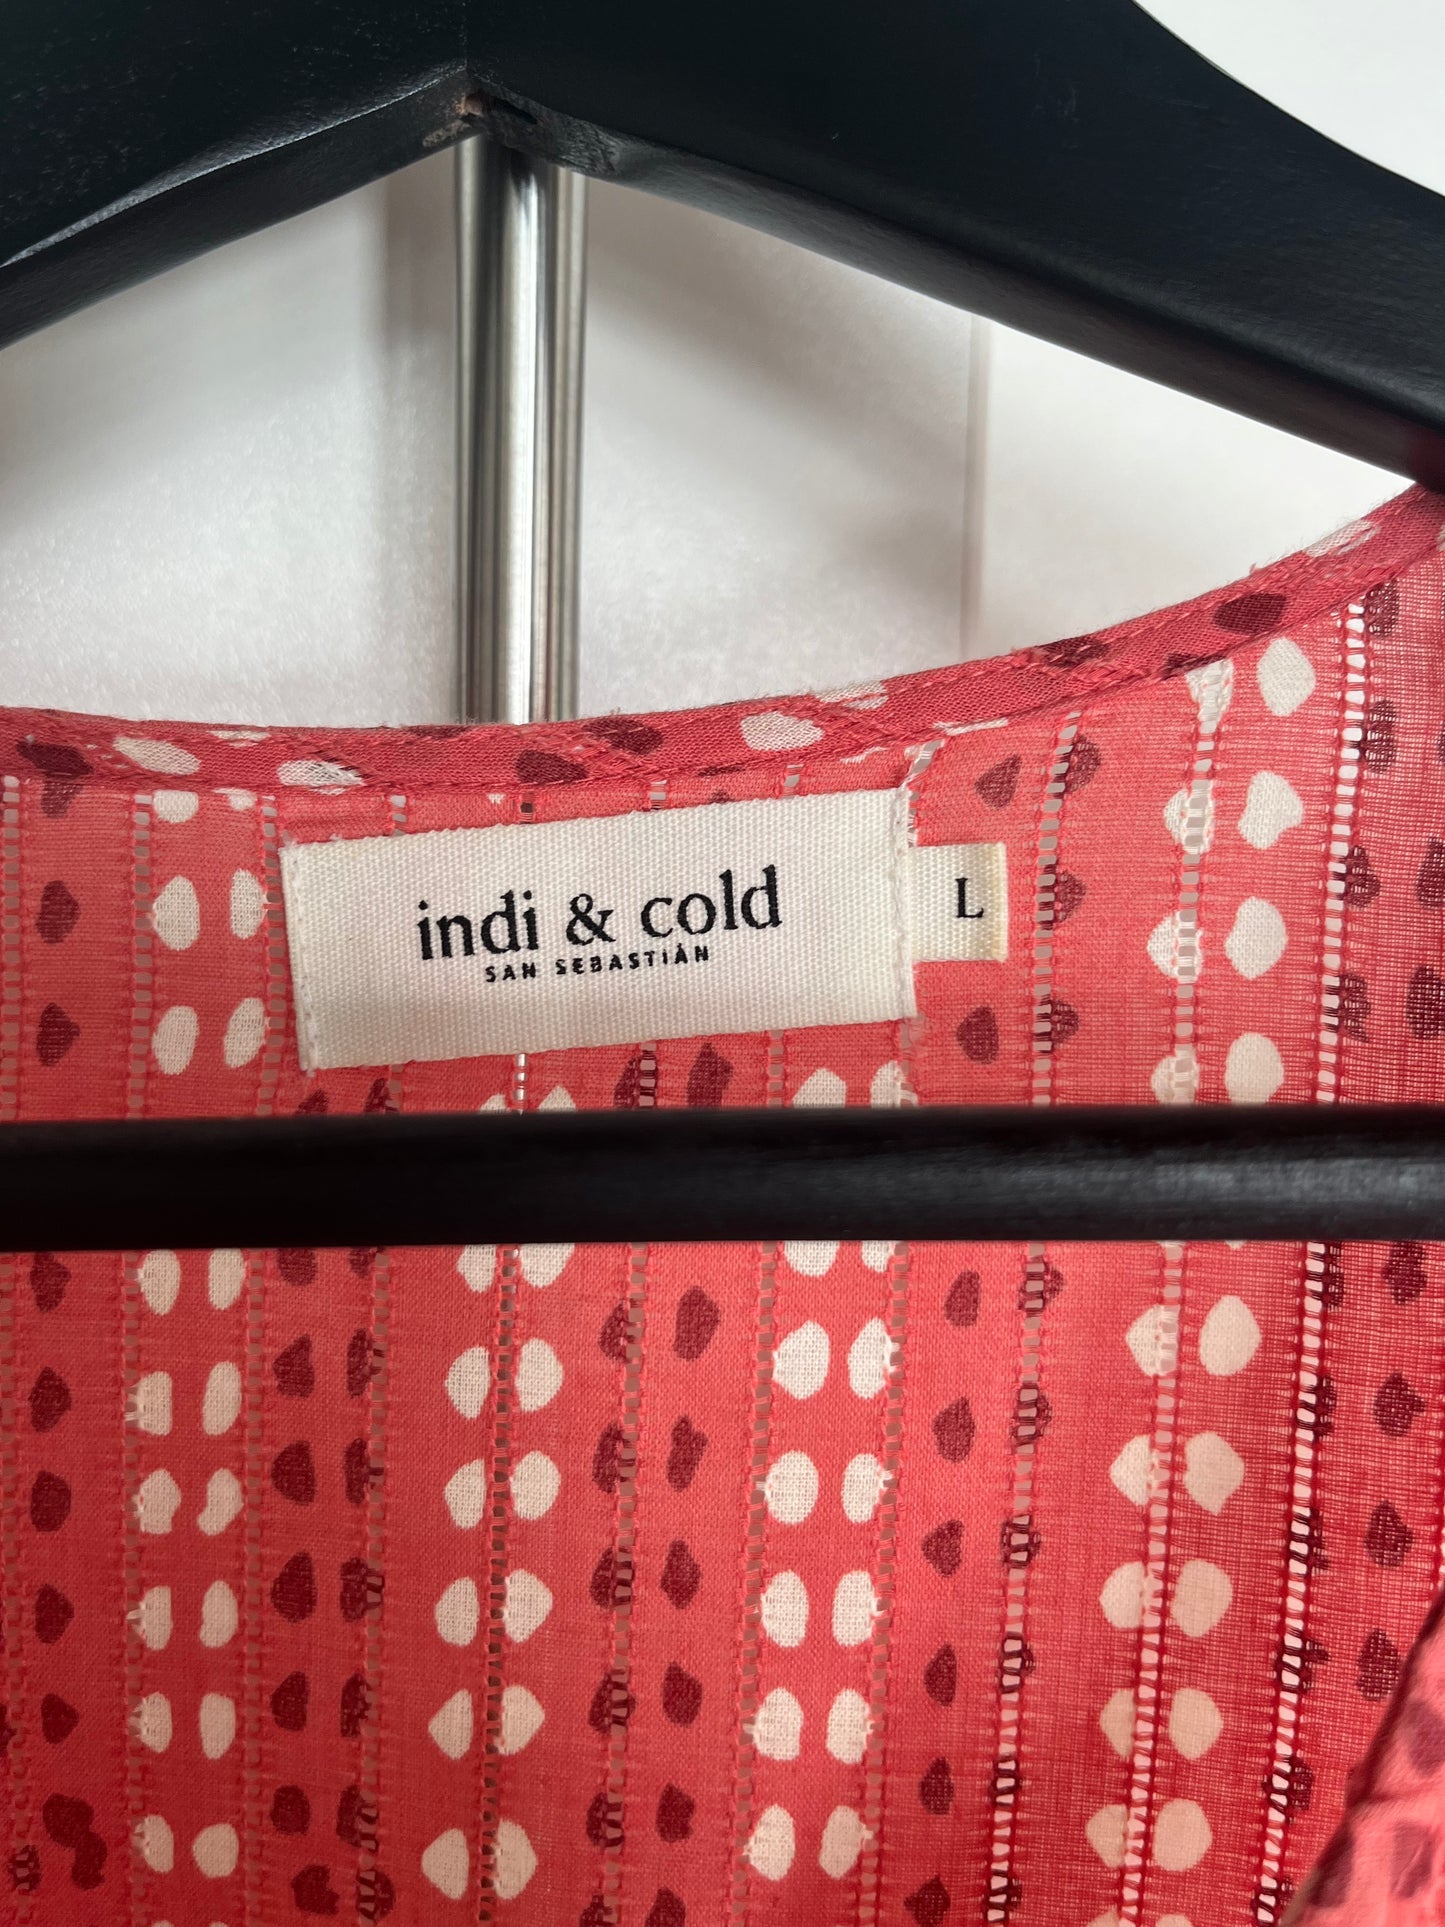 indi & cold
SAN SEBASTIÁN
L